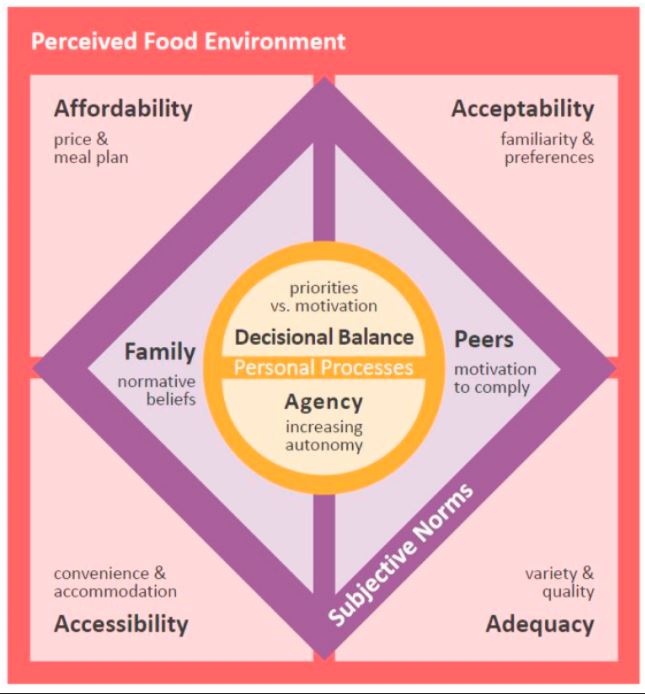 Perceived Food Environment
Affordability
price &
meal plan
Acceptability
familiarity &
preferences
priorities
vs. motivation
Decisional Balance
Personal Processes
Agency
increasing
autonomy
Family
normative
beliefs
Peers
motivation
to comply
Subjective Norms
convenience &
accommodation
Accessibility
variety &
quality
Adequacy